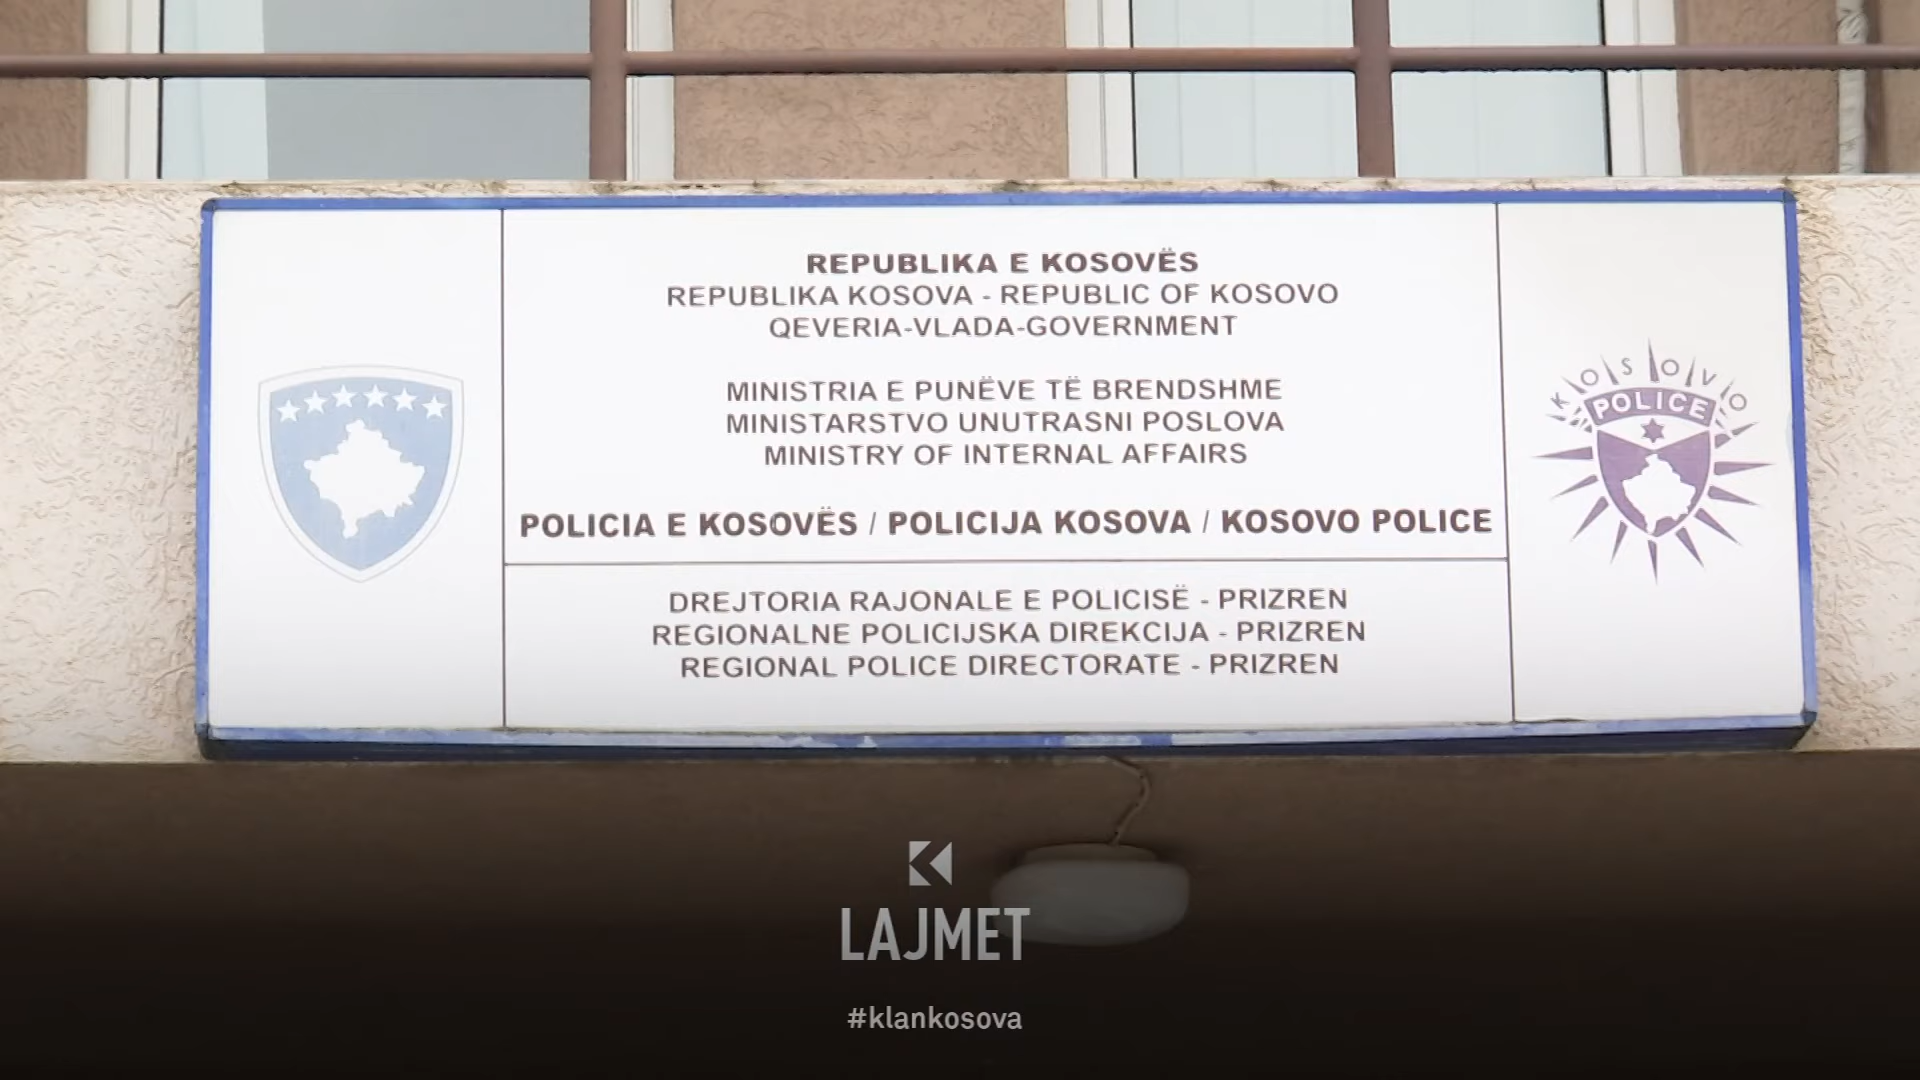 REPUBLIKA E KOSOVËS
REPUBLIKA KOSOVA - REPUBLIC OF KOSOVO
QEVERIA-VLADA-GOVERNMENT
MINISTRIA E PUNËVE TË BRENDSHME
MINISTARSTVO UNUTRASNI POSLOVA
MINISTRY OF INTERNAL AFFAIRS
POLICIA E KOSOVËS / POLICIJA KOSOVA / KOSOVO POLICE
DREJTORIA RAJONALE E POLICISË - PRIZREN
REGIONALNE POLICIJSKA DIREKCIJA - PRIZREN
REGIONAL POLICE DIRECTORATE - PRIZREN
KOSOVO
POLICE
LAJMET
#klankosova